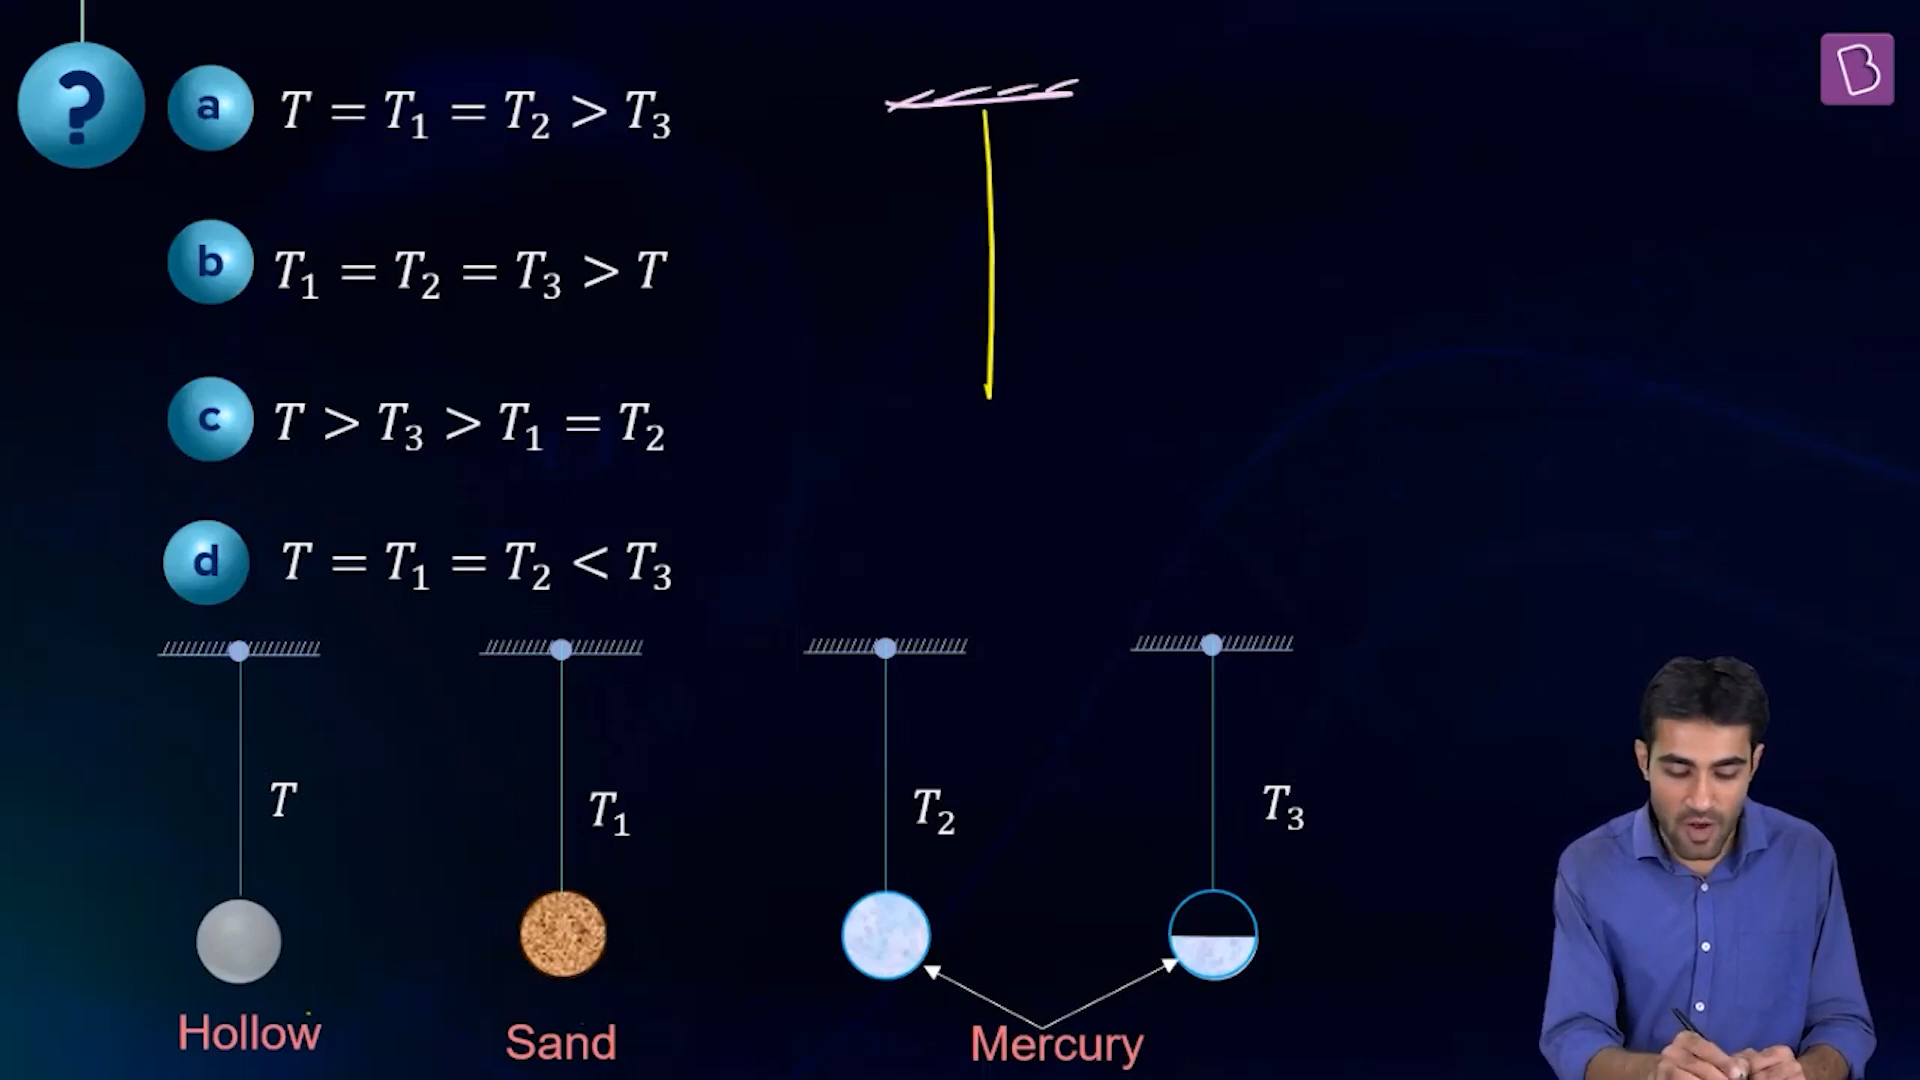 ?
a T = T₁ = T₂ > T₃
b T₁ = T₂ = T₃ > T
c T > T₃ > T₁ = T₂
d T = T₁ = T₂ < T₃
T
T₁
T₂
T₃
Hollow
Sand
Mercury
B